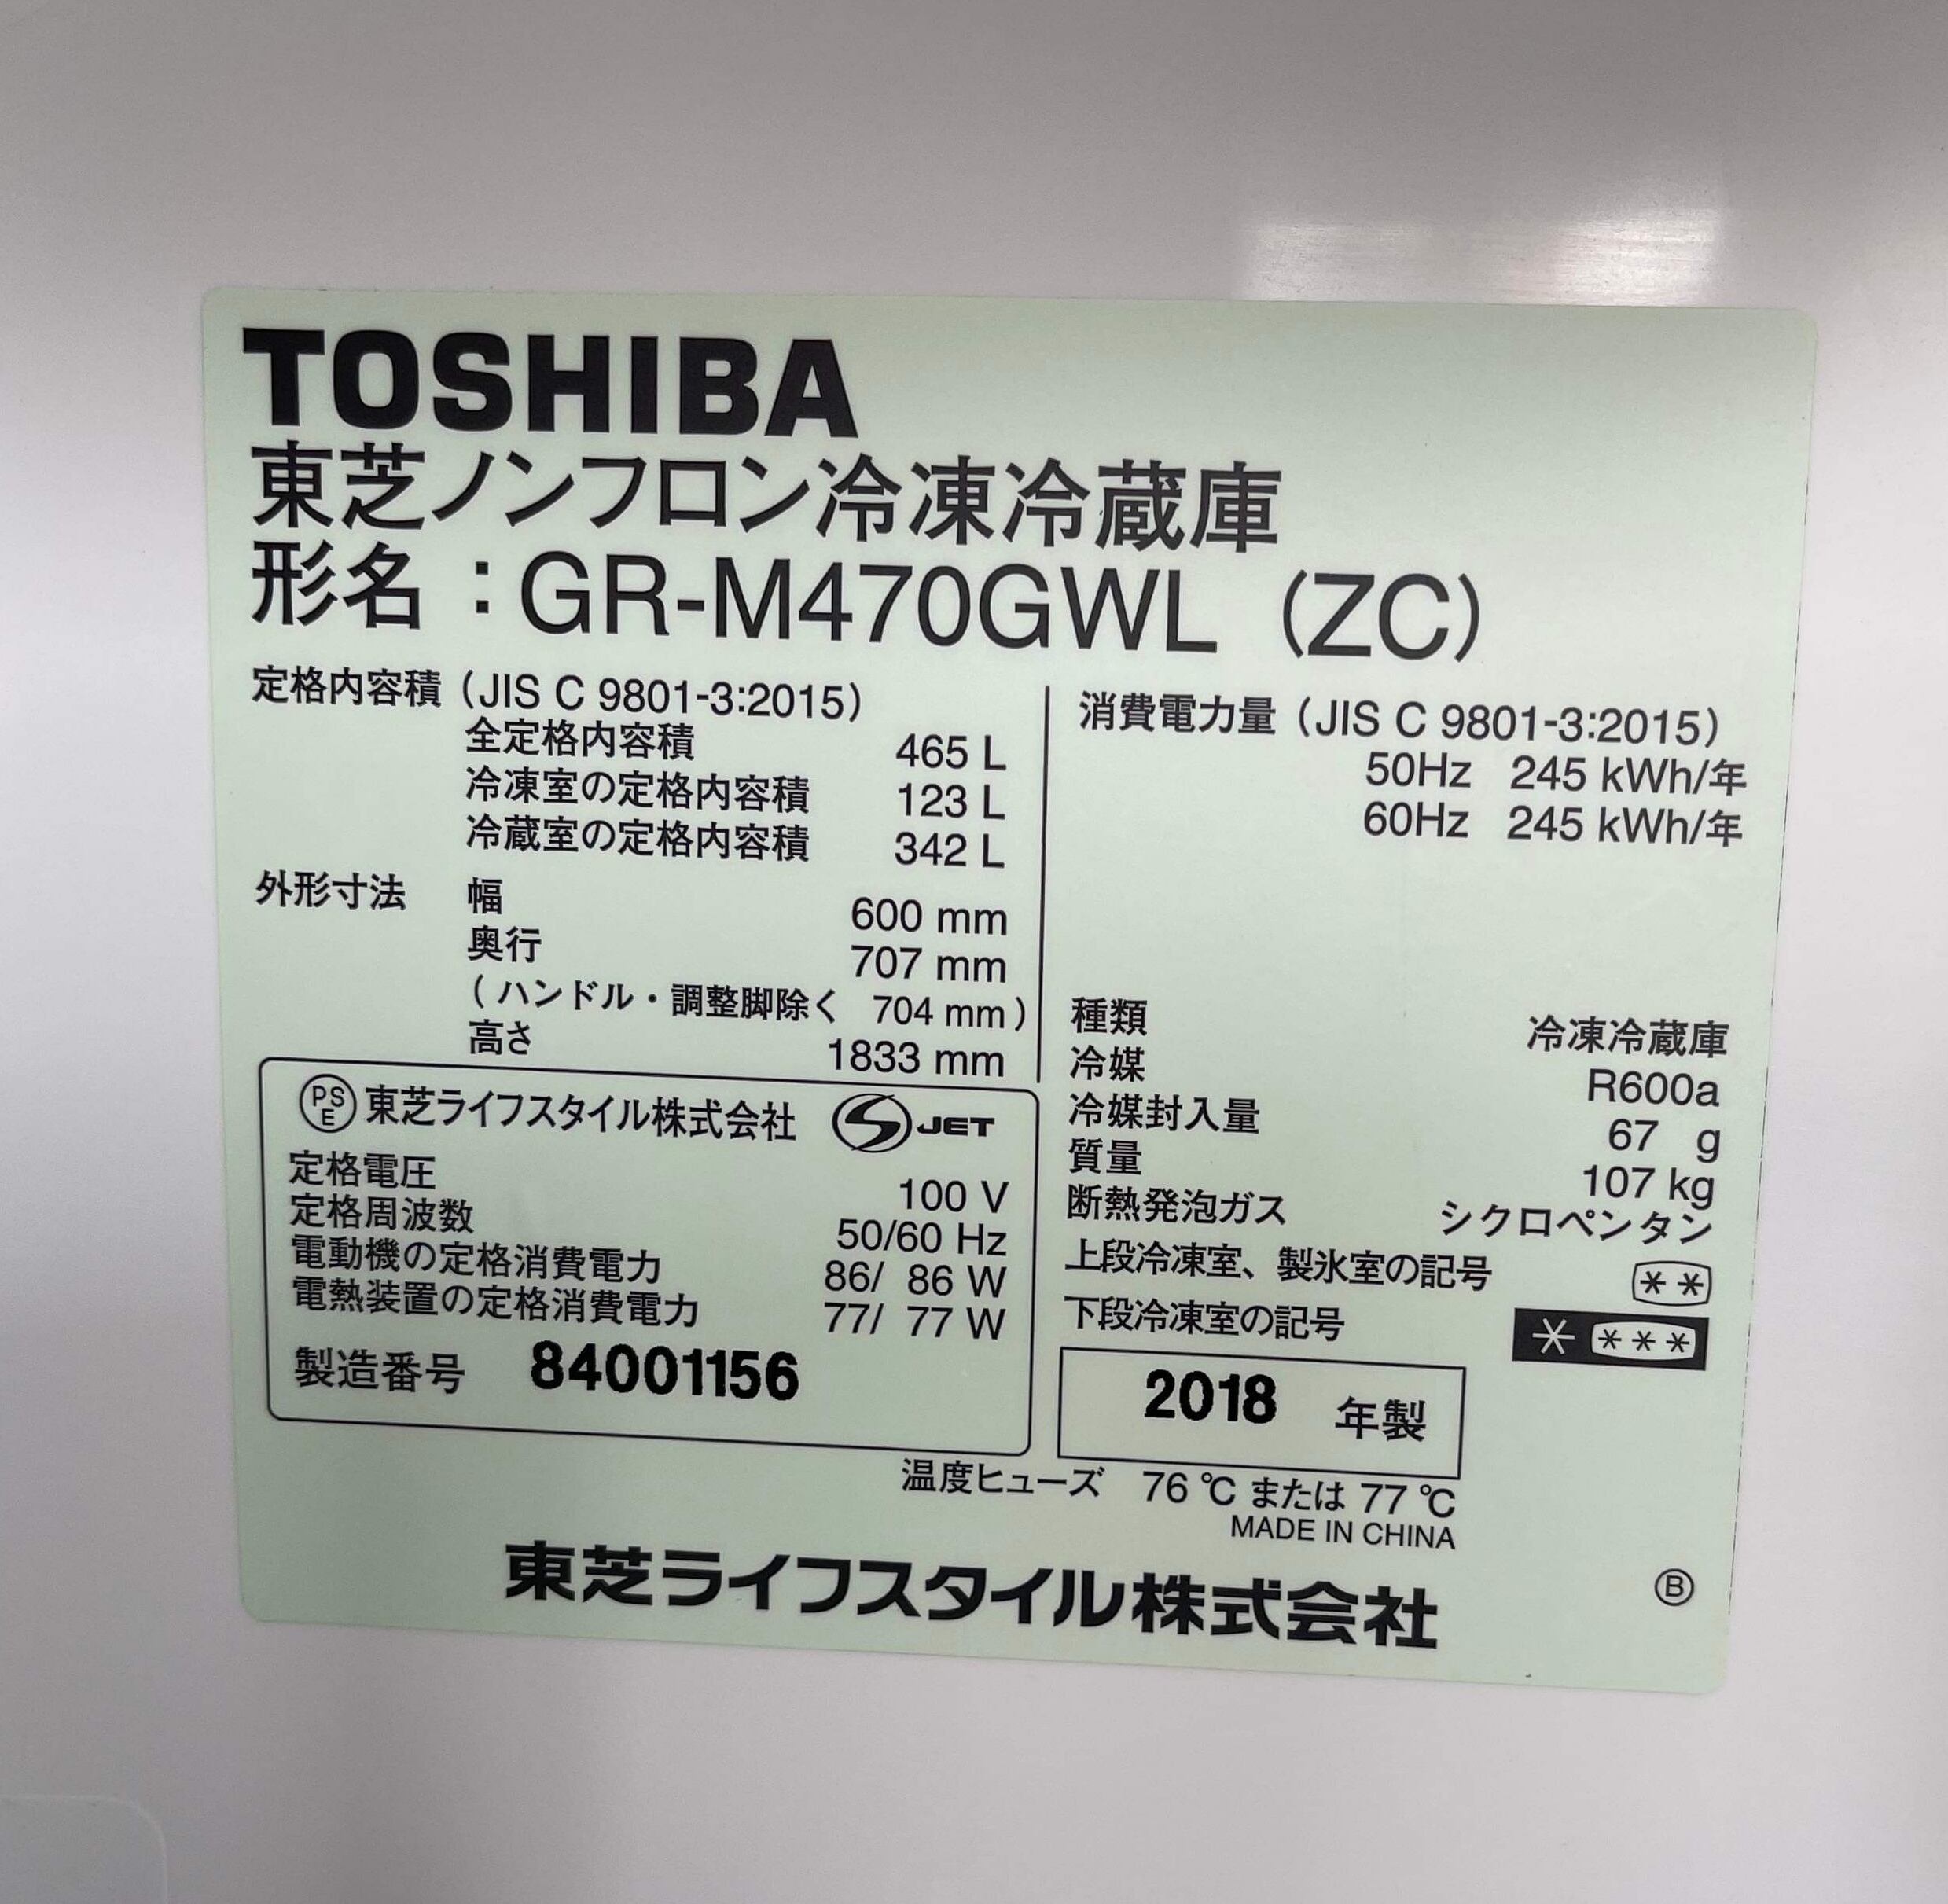 TOSHIBA
東芝ノンフロン冷凍冷蔵庫
形名：GR-M470GWL (ZC)
定格内容積 (JIS C 9801-3:2015)
全定格内容積 465 L
冷凍室の定格内容積 123 L
冷蔵室の定格内容積 342 L
外形寸法 幅 600 mm
奥行 707 mm
(ハンドル・調整脚除く 704 mm)
高さ 1833 mm
PSE 東芝ライフスタイル株式会社 S JET
定格電圧 100 V
定格周波数 50/60 Hz
電動機の定格消費電力 86/ 86 W
電熱装置の定格消費電力 77/ 77 W
製造番号 84001156
消費電力量 (JIS C 9801-3:2015)
50Hz 245 kWh/年
60Hz 245 kWh/年
種類 冷凍冷蔵庫
冷媒 R600a
冷媒封入量 67 g
質量 107 kg
断熱発泡ガス シクロペンタン
上段冷凍室、製氷室の記号 **
下段冷凍室の記号 * ***
2018 年製
温度ヒューズ 76 ℃ または 77 ℃
MADE IN CHINA
東芝ライフスタイル株式会社
Ⓑ